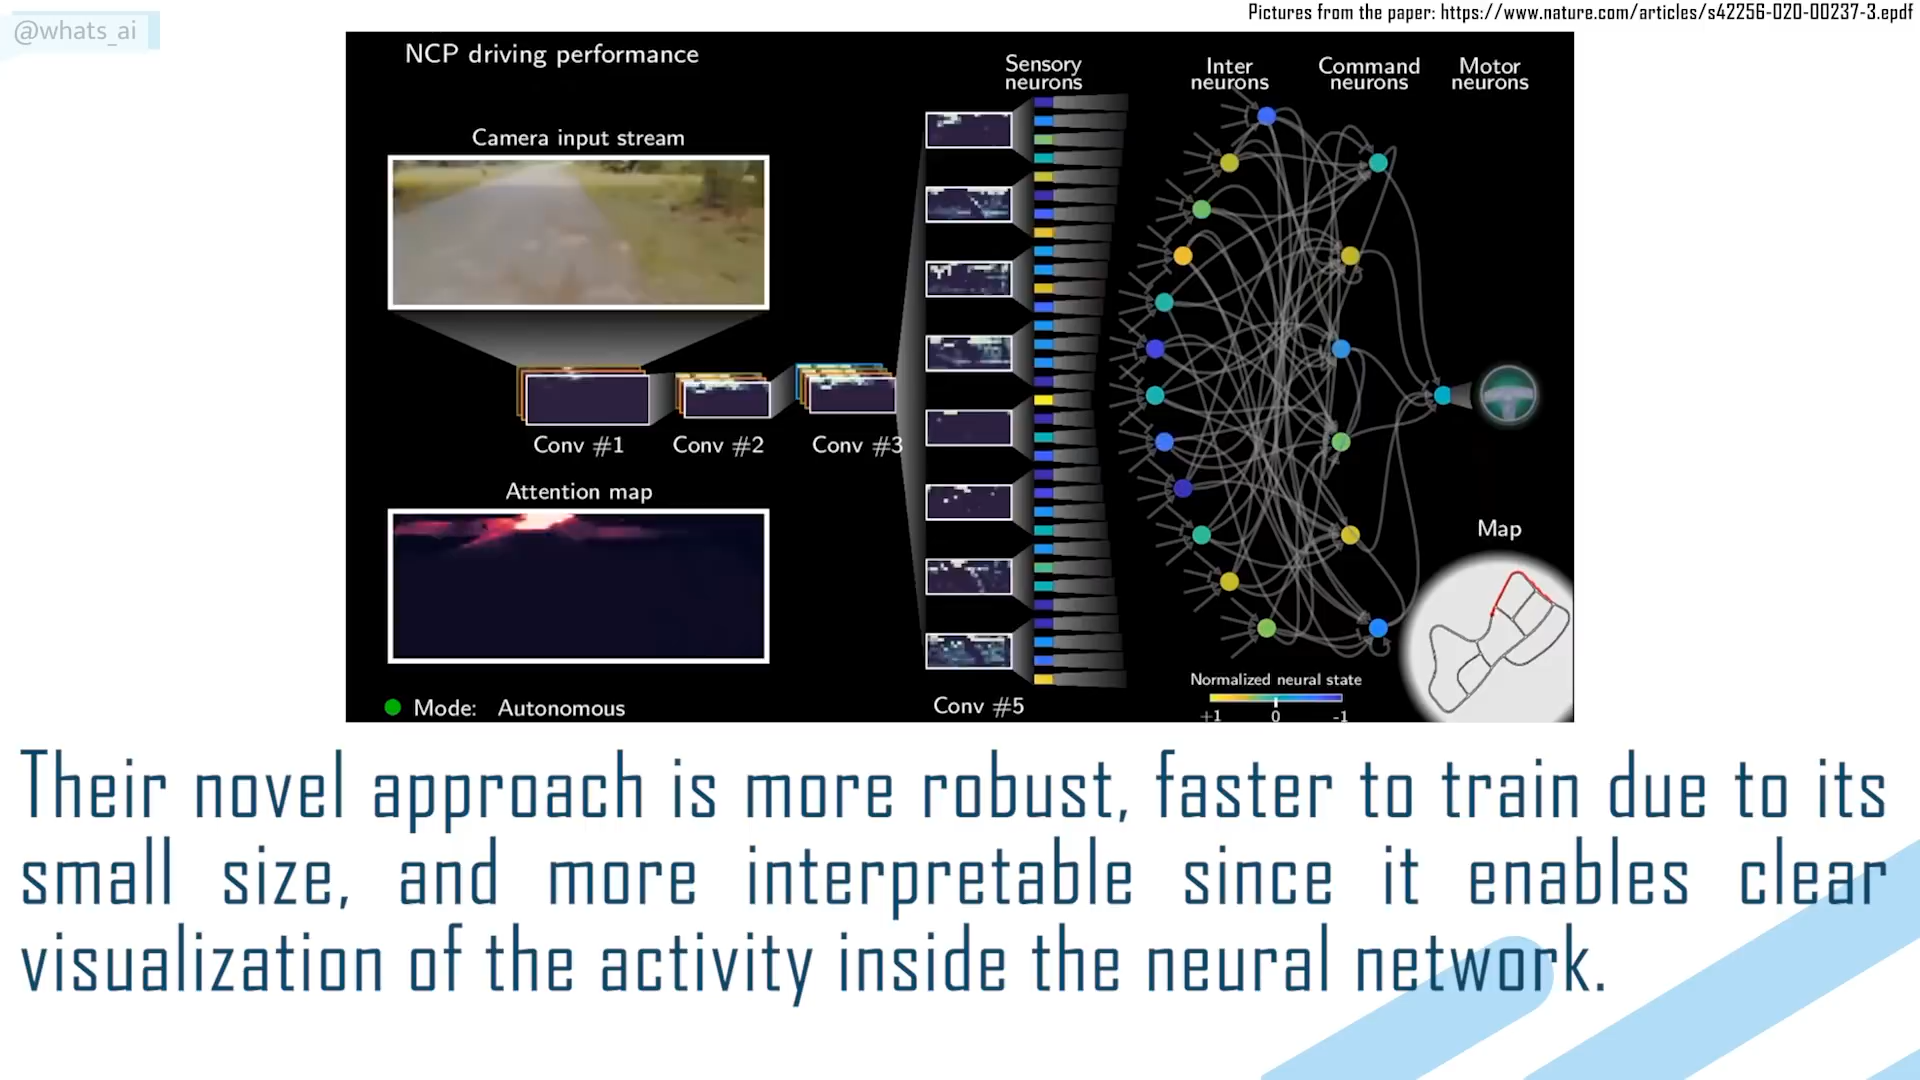 @whats_ai
Pictures from the paper: https://www.nature.com/articles/s42256-020-00237-3.epdf
NCP driving performance
Sensory
neurons
Inter
neurons
Command
neurons
Motor
neurons
Camera input stream
Conv #1
Conv #2
Conv #3
Attention map
Map
Normalized neural state
+1
0
-1
Conv #5
Mode: Autonomous
Their novel approach is more robust, faster to train due to its
small size, and more interpretable since it enables clear
visualization of the activity inside the neural network.